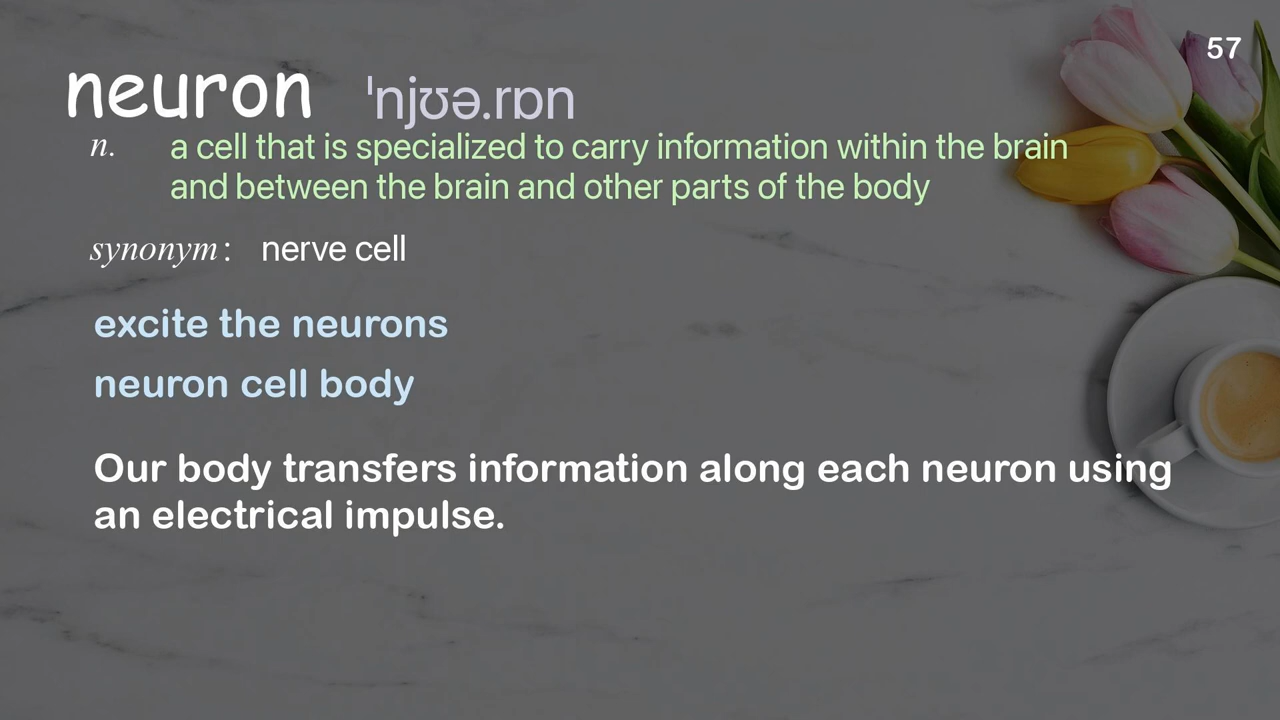 57
neuron ˈnjʊə.rɒn
n. a cell that is specialized to carry information within the brain
and between the brain and other parts of the body
synonym: nerve cell
excite the neurons
neuron cell body
Our body transfers information along each neuron using
an electrical impulse.